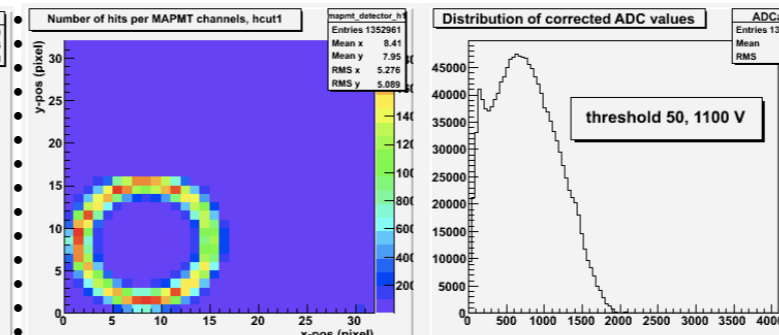 Number of hits per MAPMT channels, hcut1
mapmt_detector_h1
Entries 1352961
Mean x 8.41
Mean y 7.95
RMS x 5.276
RMS y 5.089
y-pos (pixel)
30
25
20
15
10
5
0
0 5 10 15 20 25 30
x-pos (pixel)
140
120
100
800
600
400
200
Distribution of corrected ADC values
Entries 13
Mean
RMS
threshold 50, 1100 V
45000
40000
35000
30000
25000
20000
15000
10000
5000
0
0 500 1000 1500 2000 2500 3000 3500 400